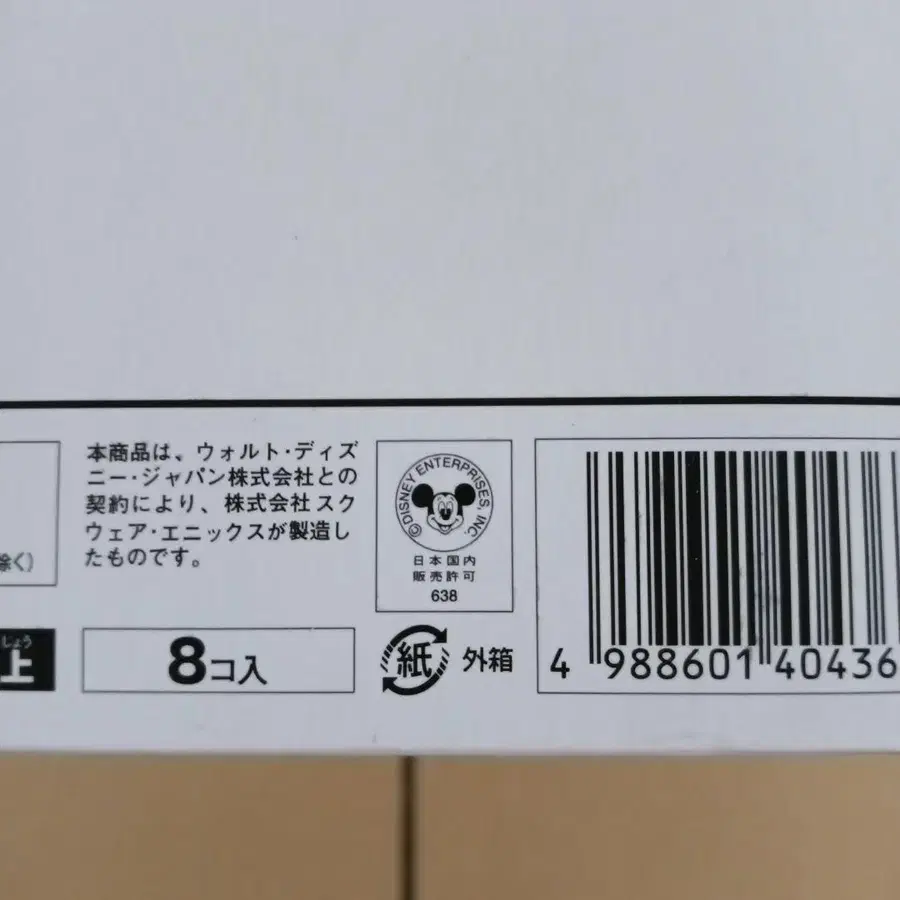 本商品は、ウォルト・ディズ
ニー・ジャパン株式会社との
契約により、株式会社スク
ウェア・エニックスが製造し
たものです。
除く)
じょう
上
8コ入
©DISNEY ENTERPRISES, INC.
日本国内
販売許可
638
紙 外箱
4 988601 40436